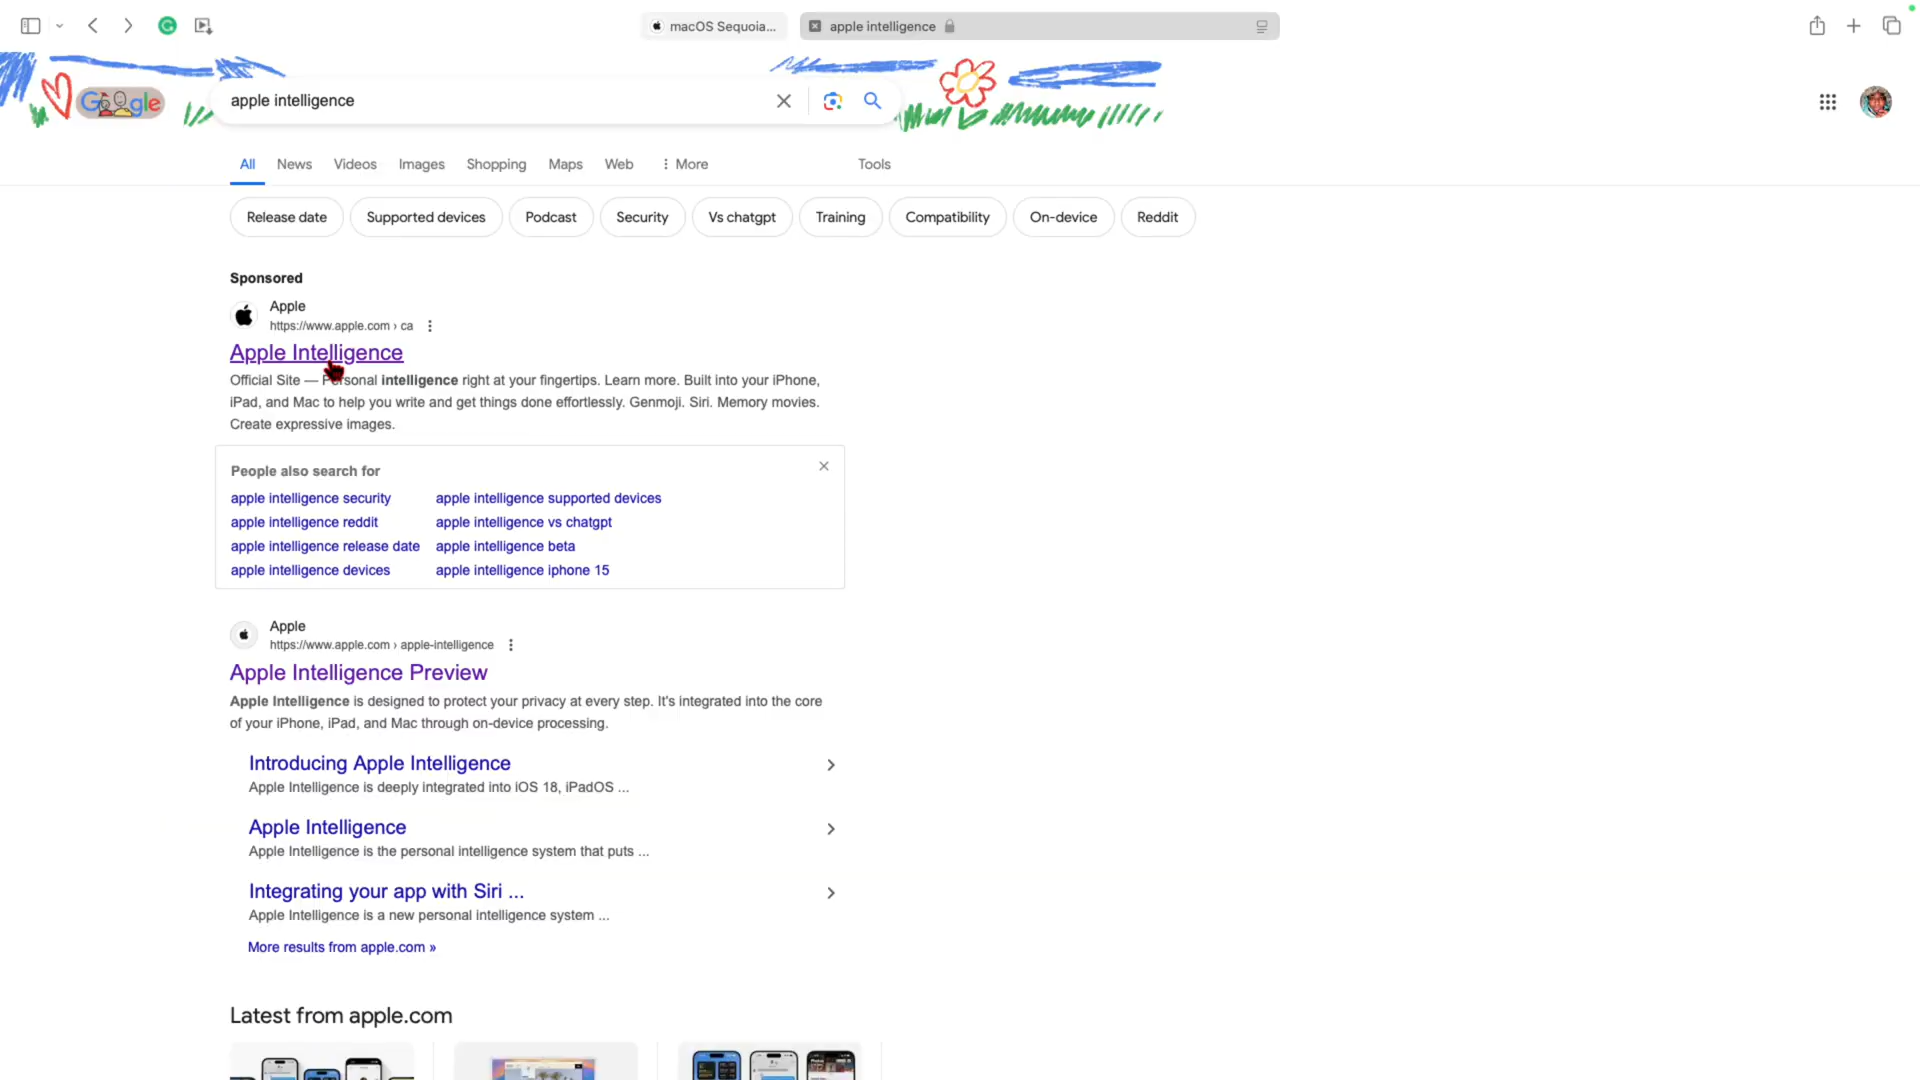 macOS Sequoia...
apple intelligence
Google
apple intelligence
All News Videos Images Shopping Maps Web More Tools
Release date Supported devices Podcast Security Vs chatgpt Training Compatibility On-device Reddit
Sponsored
Apple
https://www.apple.com › ca
Apple Intelligence
Official Site — Personal intelligence right at your fingertips. Learn more. Built into your iPhone,
iPad, and Mac to help you write and get things done effortlessly. Genmoji. Siri. Memory movies.
Create expressive images.
People also search for
apple intelligence security apple intelligence supported devices
apple intelligence reddit apple intelligence vs chatgpt
apple intelligence release date apple intelligence beta
apple intelligence devices apple intelligence iphone 15
Apple
https://www.apple.com › apple-intelligence
Apple Intelligence Preview
Apple Intelligence is designed to protect your privacy at every step. It's integrated into the core
of your iPhone, iPad, and Mac through on-device processing.
Introducing Apple Intelligence
Apple Intelligence is deeply integrated into iOS 18, iPadOS ...
Apple Intelligence
Apple Intelligence is the personal intelligence system that puts ...
Integrating your app with Siri ...
Apple Intelligence is a new personal intelligence system ...
More results from apple.com »
Latest from apple.com